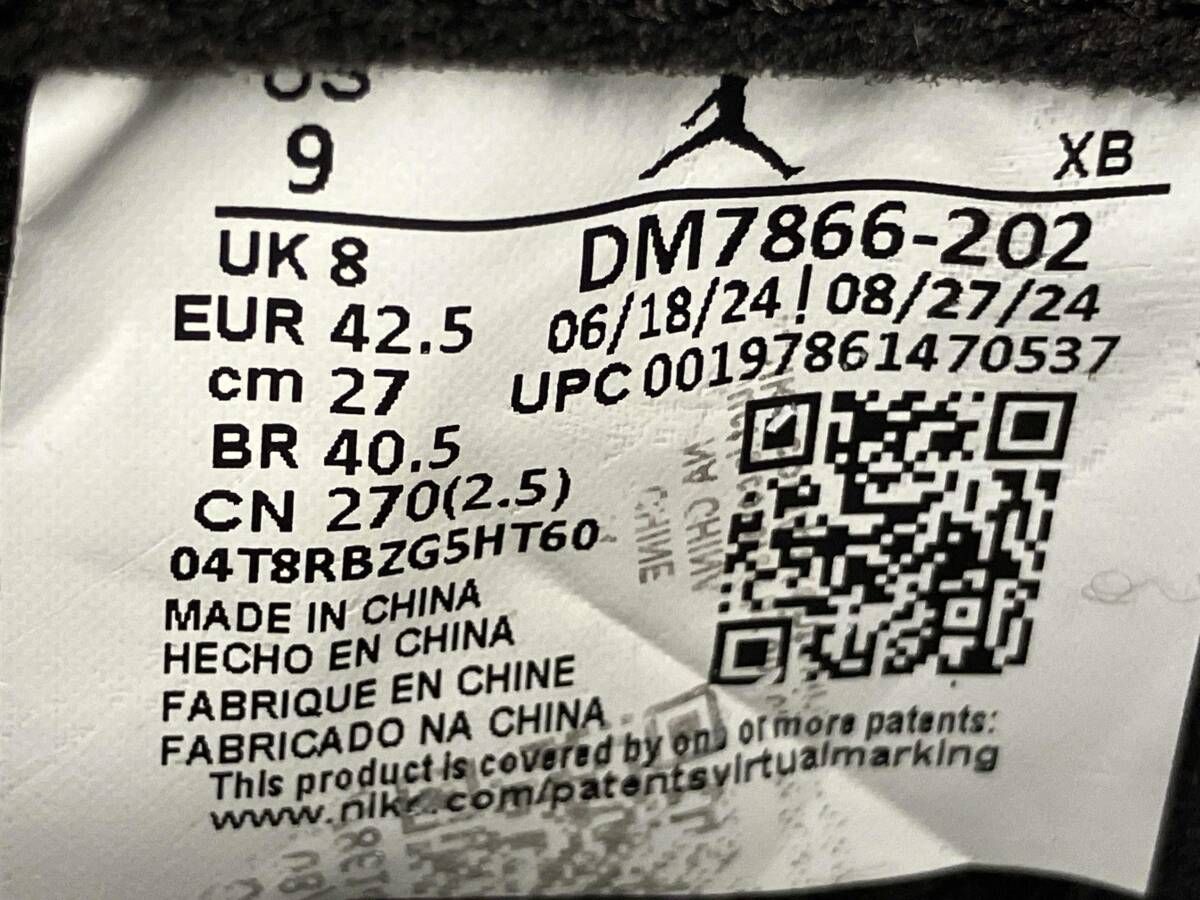 US
9
XB
UK 8
DM7866-202
EUR 42.5
06/18/24! 08/27/24
cm 27
UPC 00197861470537
BR 40.5
CN 270(2.5)
04T8RBZG5HT60
MADE IN CHINA
HECHO EN CHINA
FABRIQUE EN CHINE
FABRICADO NA CHINA
This product is covered by one or more patents:
www.nike.com/patentsvirtualmarking